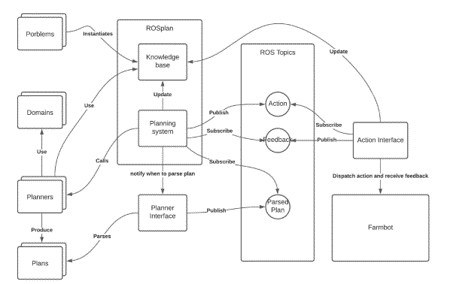 Porblems
Instantiates
ROSplan
Knowledge
base
ROS Topics
Update
Use
Update
Domains
Planning
system
Publish
Action
Subscribe
Subscribe
Feedback
Publish
Action Interface
Use
Calls
Subscribe
notify when to parse plan
Dispatch action and receive feedback
Planners
Planner
Interface
Publish
Parsed
Plan
Farmbot
Produce
Parses
Plans